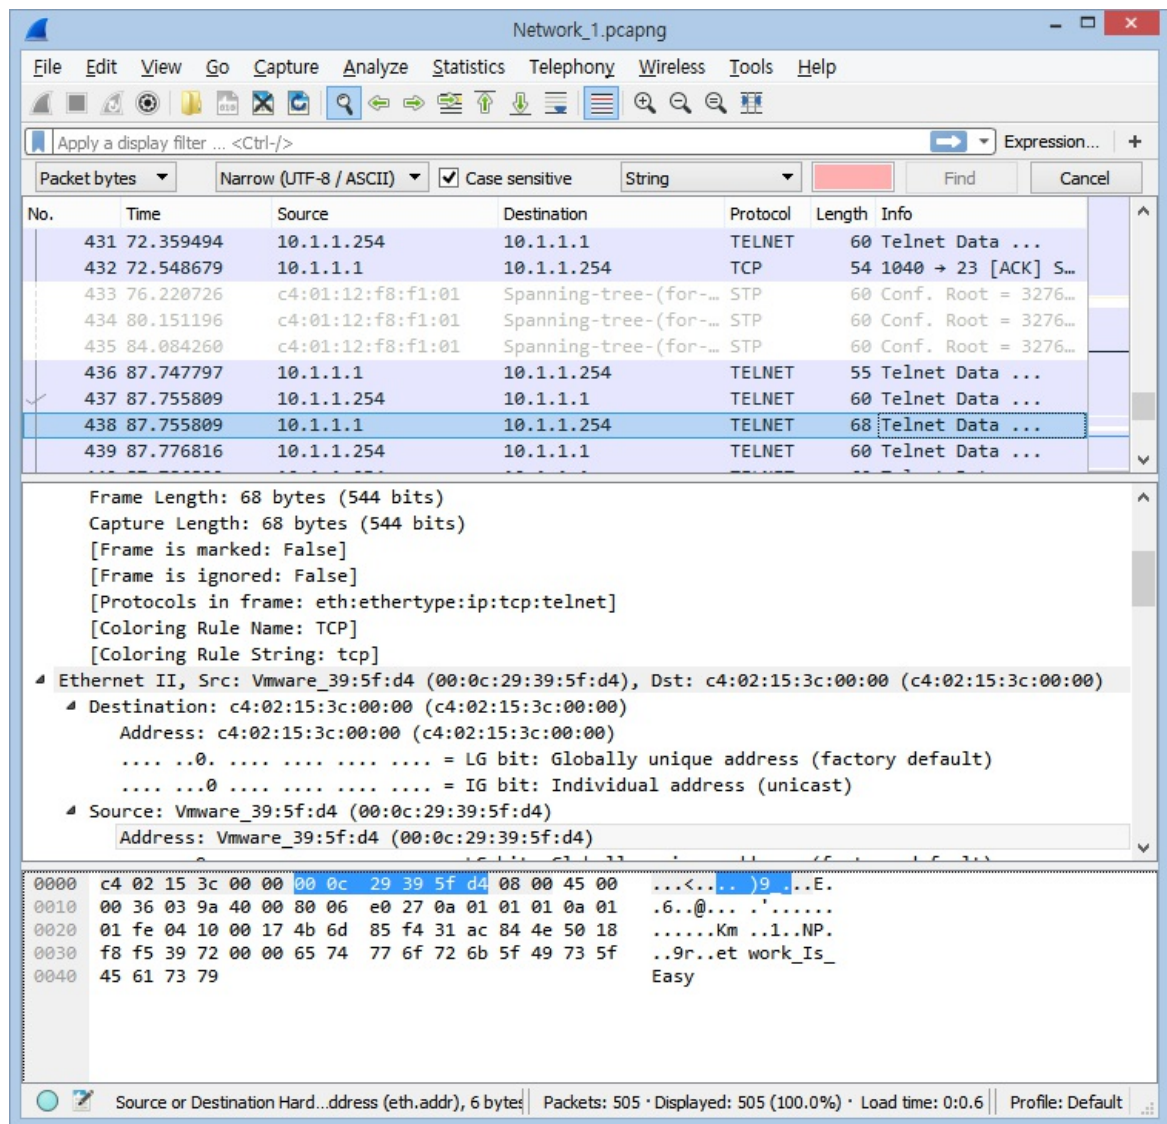 Network_1.pcapng
File Edit View Go Capture Analyze Statistics Telephony Wireless Tools Help
Apply a display filter ... <Ctrl-/> Expression... +
Packet bytes Narrow (UTF-8 / ASCII) Case sensitive String Find Cancel
No. Time Source Destination Protocol Length Info
431 72.359494 10.1.1.254 10.1.1.1 TELNET 60 Telnet Data ...
432 72.548679 10.1.1.1 10.1.1.254 TCP 54 1040 → 23 [ACK] S…
433 76.220726 c4:01:12:f8:f1:01 Spanning-tree-(for-… STP 60 Conf. Root = 3276…
434 80.151196 c4:01:12:f8:f1:01 Spanning-tree-(for-… STP 60 Conf. Root = 3276…
435 84.084260 c4:01:12:f8:f1:01 Spanning-tree-(for-… STP 60 Conf. Root = 3276…
436 87.747797 10.1.1.1 10.1.1.254 TELNET 55 Telnet Data ...
437 87.755809 10.1.1.254 10.1.1.1 TELNET 60 Telnet Data ...
438 87.755809 10.1.1.1 10.1.1.254 TELNET 68 Telnet Data ...
439 87.776816 10.1.1.254 10.1.1.1 TELNET 60 Telnet Data ...
Frame Length: 68 bytes (544 bits)
Capture Length: 68 bytes (544 bits)
[Frame is marked: False]
[Frame is ignored: False]
[Protocols in frame: eth:ethertype:ip:tcp:telnet]
[Coloring Rule Name: TCP]
[Coloring Rule String: tcp]
Ethernet II, Src: Vmware_39:5f:d4 (00:0c:29:39:5f:d4), Dst: c4:02:15:3c:00:00 (c4:02:15:3c:00:00)
Destination: c4:02:15:3c:00:00 (c4:02:15:3c:00:00)
Address: c4:02:15:3c:00:00 (c4:02:15:3c:00:00)
.... ..0. .... .... .... .... = LG bit: Globally unique address (factory default)
.... ...0 .... .... .... .... = IG bit: Individual address (unicast)
Source: Vmware_39:5f:d4 (00:0c:29:39:5f:d4)
Address: Vmware_39:5f:d4 (00:0c:29:39:5f:d4)
0000 c4 02 15 3c 00 00 00 0c 29 39 5f d4 08 00 45 00 ...<.... )9_...E.
0010 00 36 03 9a 40 00 80 06 e0 27 0a 01 01 01 0a 01 .6..@... .'......
0020 01 fe 04 10 00 17 4b 6d 85 f4 31 ac 84 4e 50 18 ......Km ..1..NP.
0030 f8 f5 39 72 00 00 65 74 77 6f 72 6b 5f 49 73 5f ..9r..et work_Is_
0040 45 61 73 79 Easy
Source or Destination Hard...ddress (eth.addr), 6 bytes Packets: 505 · Displayed: 505 (100.0%) · Load time: 0:0.6 Profile: Default